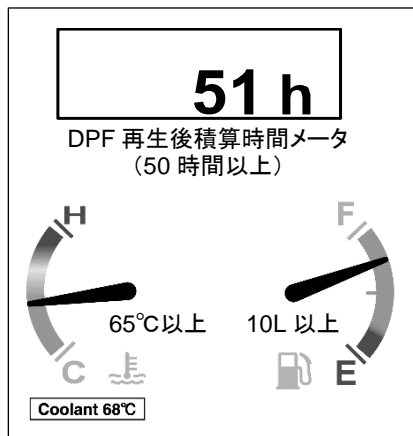 51 h
DPF 再生後積算時間メータ
（50 時間以上）
H
F
65℃以上
10L 以上
C
E
Coolant 68℃